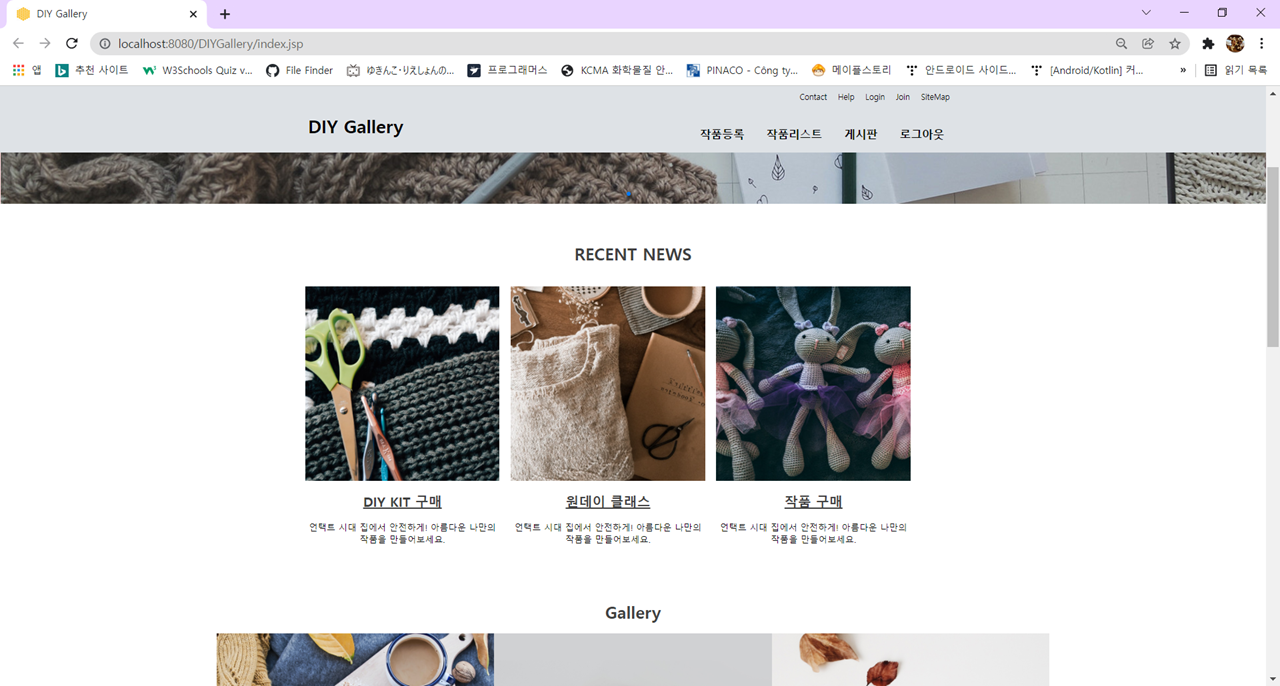 DIY Gallery
localhost:8080/DIYGallery/index.jsp
앱 추천 사이트 W3Schools Quiz v... File Finder ゆきんこ・りえしょんの... 프로그래머스 KCMA 화학물질 안... PINACO - Công ty... 메이플스토리 안드로이드 사이드... [Android/Kotlin] 커... » 읽기 목록
Contact Help Login Join SiteMap
DIY Gallery 작품등록 작품리스트 게시판 로그아웃
RECENT NEWS
DIY KIT 구매 원데이 클래스 작품 구매
언택트 시대 집에서 안전하게! 아름다운 나만의 언택트 시대 집에서 안전하게! 아름다운 나만의 언택트 시대 집에서 안전하게! 아름다운 나만의
작품을 만들어보세요. 작품을 만들어보세요. 작품을 만들어보세요.
Gallery